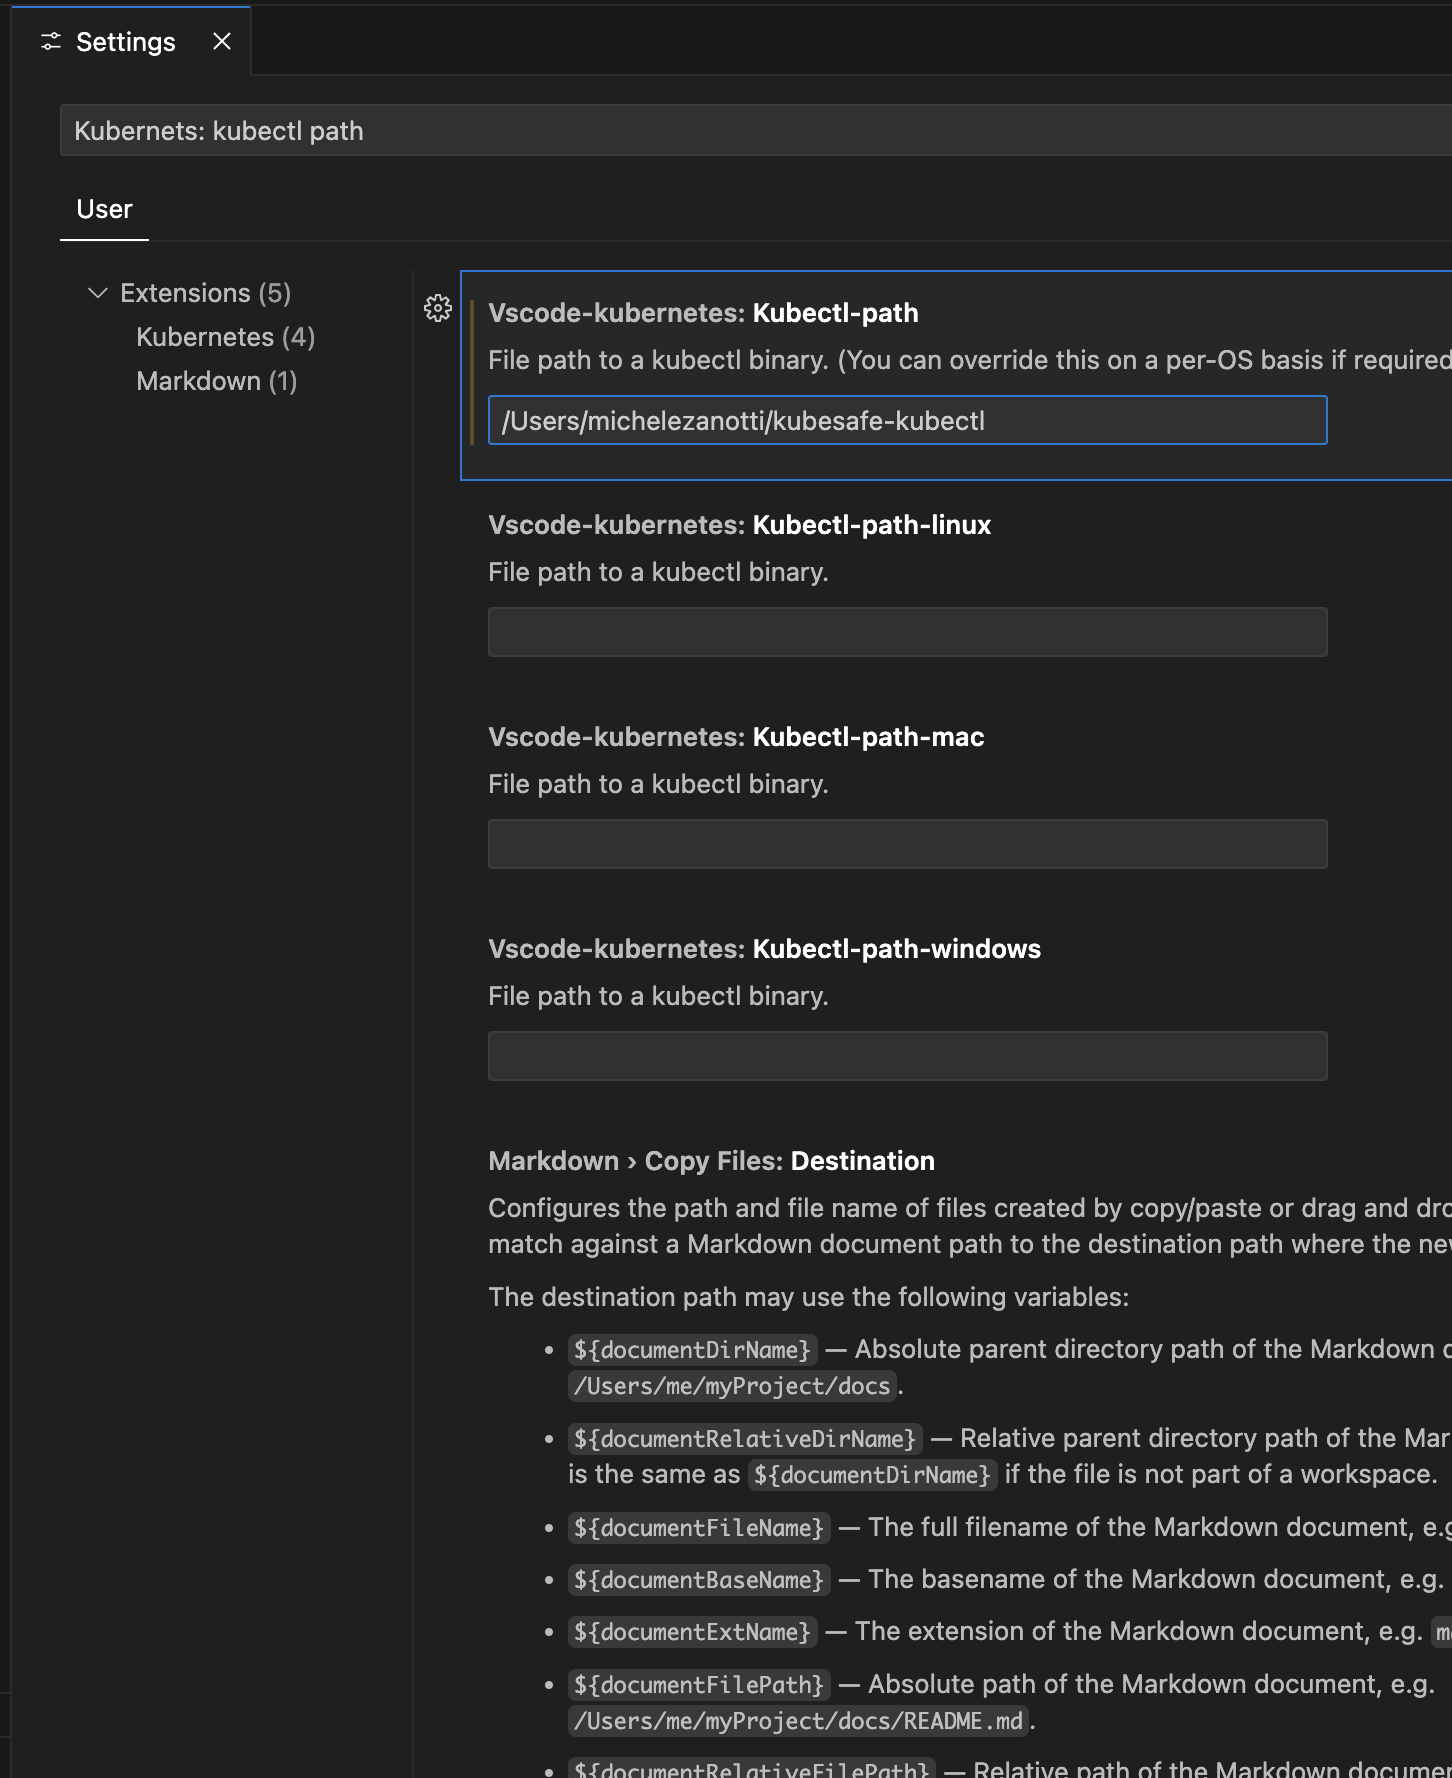 Settings
Kubernets: kubectl path
User
Extensions (5)
Kubernetes (4)
Markdown (1)
Vscode-kubernetes: Kubectl-path
File path to a kubectl binary. (You can override this on a per-OS basis if required
/Users/michelezanotti/kubesafe-kubectl
Vscode-kubernetes: Kubectl-path-linux
File path to a kubectl binary.
Vscode-kubernetes: Kubectl-path-mac
File path to a kubectl binary.
Vscode-kubernetes: Kubectl-path-windows
File path to a kubectl binary.
Markdown › Copy Files: Destination
Configures the path and file name of files created by copy/paste or drag and
match against a Markdown document path to the destination path where the
The destination path may use the following variables:
• ${documentDirName} — Absolute parent directory path of the Markdown
/Users/me/myProject/docs.
• ${documentRelativeDirName} — Relative parent directory path of the
is the same as ${documentDirName} if the file is not part of a workspace.
• ${documentFileName} — The full filename of the Markdown document,
• ${documentBaseName} — The basename of the Markdown document, e.g.
• ${documentExtName} — The extension of the Markdown document, e.g.
• ${documentFilePath} — Absolute path of the Markdown document, e.g.
/Users/me/myProject/docs/README.md.
• ${documentRelativeFilePath} — Relative path of the Markdown